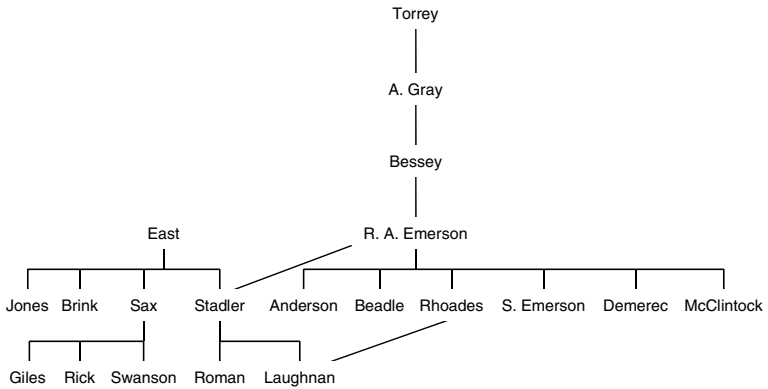 Torrey
A. Gray
Bessey
East R. A. Emerson
Jones Brink Sax Stadler Anderson Beadle Rhoades S. Emerson Demerec McClintock
Giles Rick Swanson Roman Laughnan